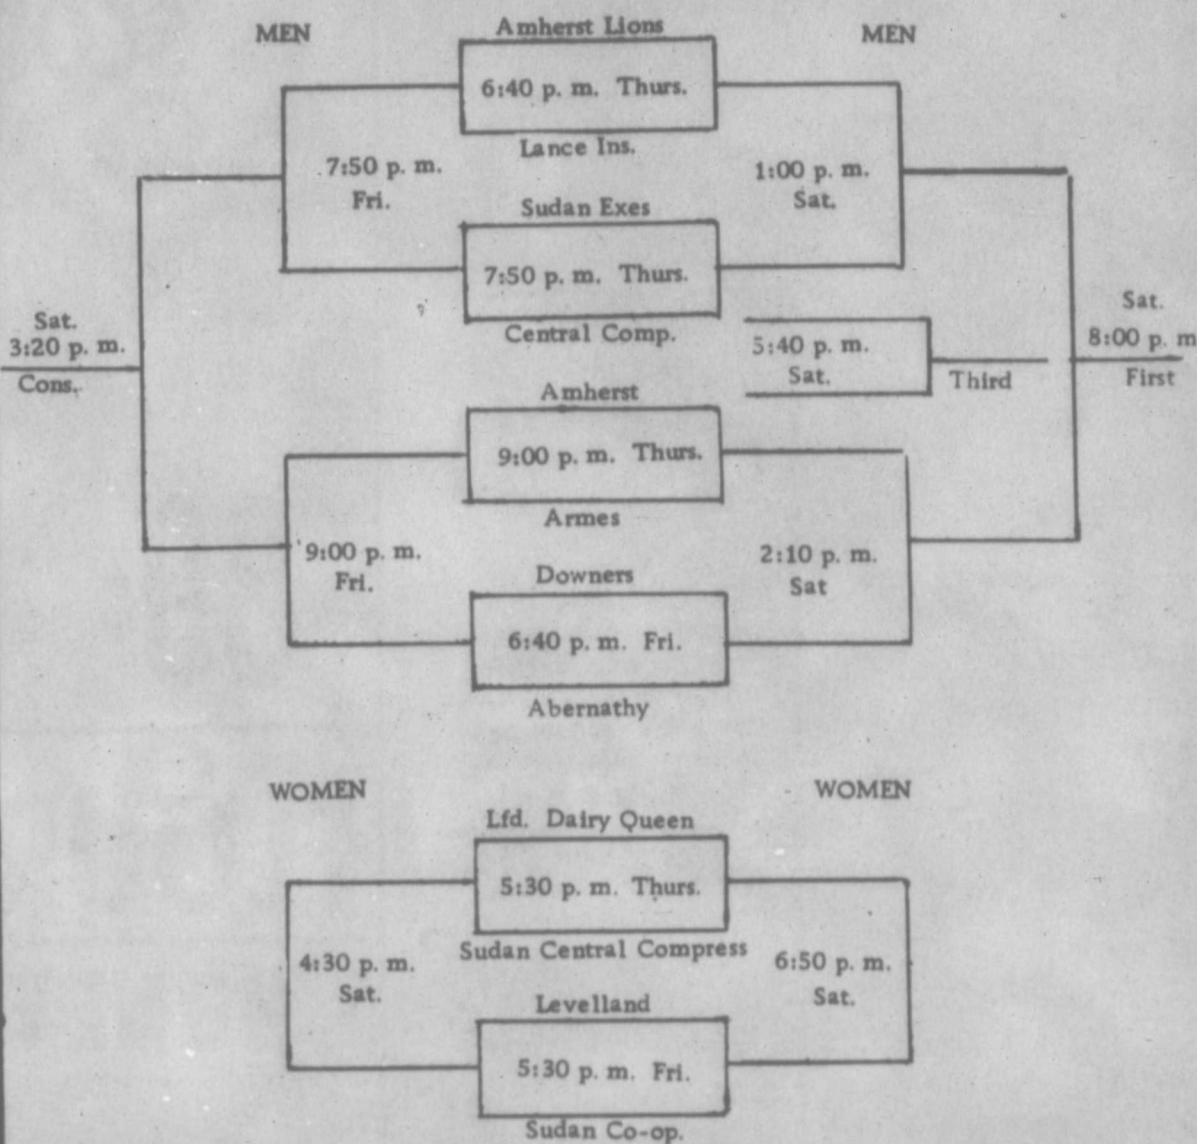 MEN
MEN
Amherst Lions
6:40 p. m. Thurs.
Lance Ins.
7:50 p. m.
Fri.
1:00 p. m.
Sat.
Sudan Exes
7:50 p. m. Thurs.
Central Comp.
Sat.
3:20 p. m.
Cons.
5:40 p. m.
Sat.
Third
Sat.
8:00 p. m
First
Amherst
9:00 p. m. Thurs.
Armes
9:00 p. m.
Fri.
2:10 p. m.
Sat
Downers
6:40 p. m. Fri.
Abernathy
WOMEN
WOMEN
Lfd. Dairy Queen
5:30 p. m. Thurs.
Sudan Central Compress
4:30 p. m.
Sat.
6:50 p. m.
Sat.
Levelland
5:30 p. m. Fri.
Sudan Co-op.